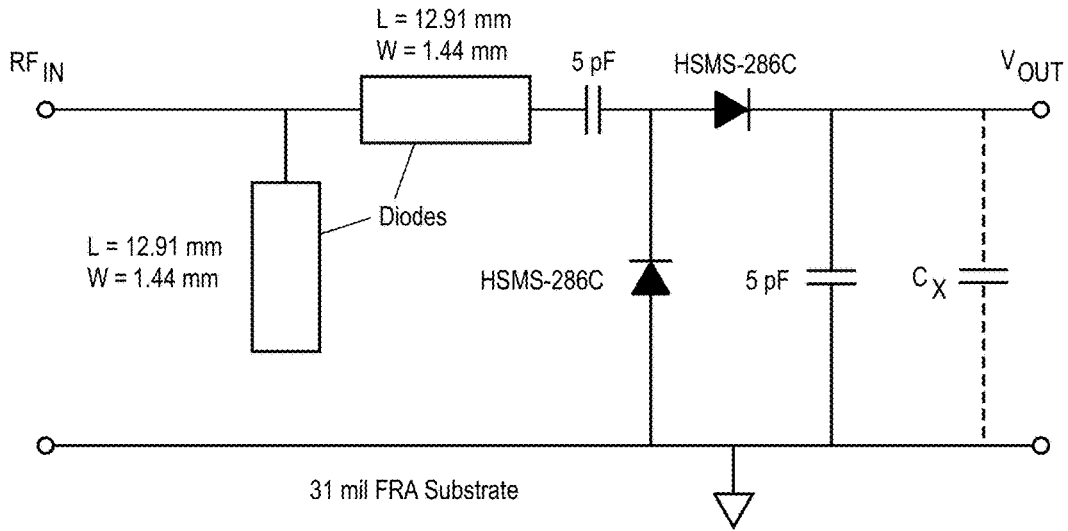 L = 12.91 mm
W = 1.44 mm
RF IN
5 pF
HSMS-286C
V OUT
Diodes
L = 12.91 mm
W = 1.44 mm
HSMS-286C
5 pF
C X
31 mil FRA Substrate